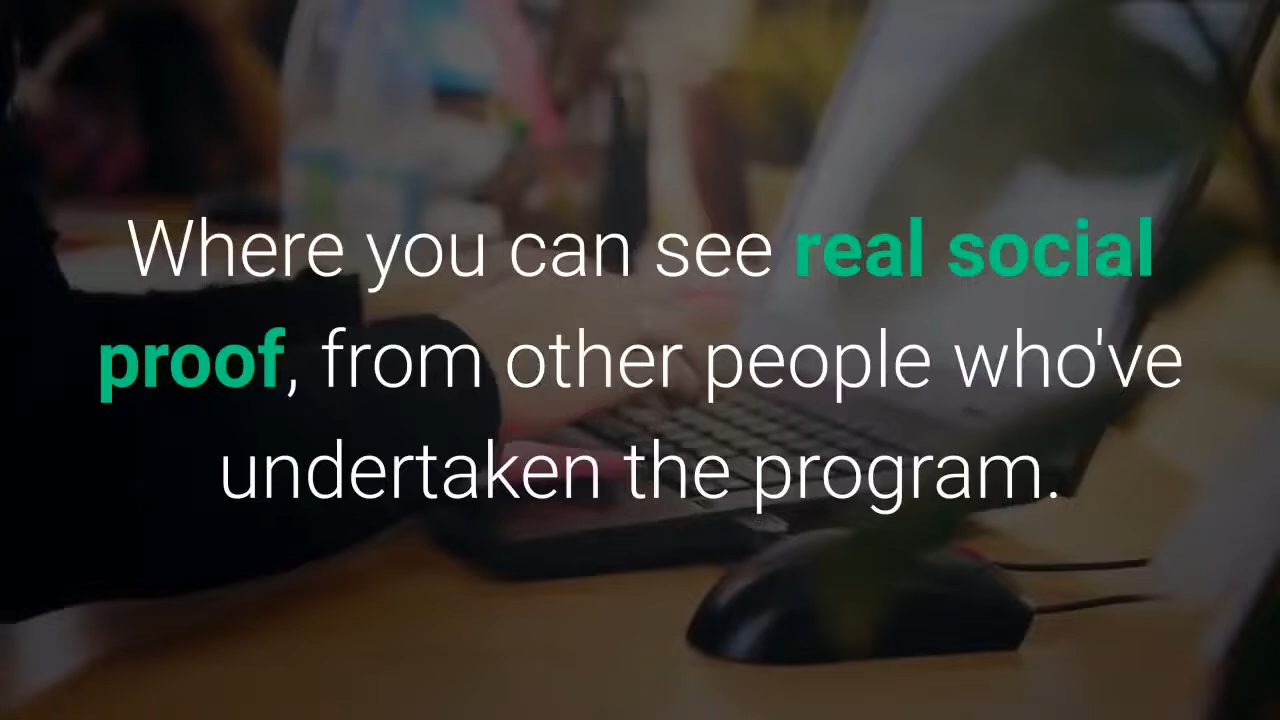 Where you can see real social
proof, from other people who've
undertaken the program.